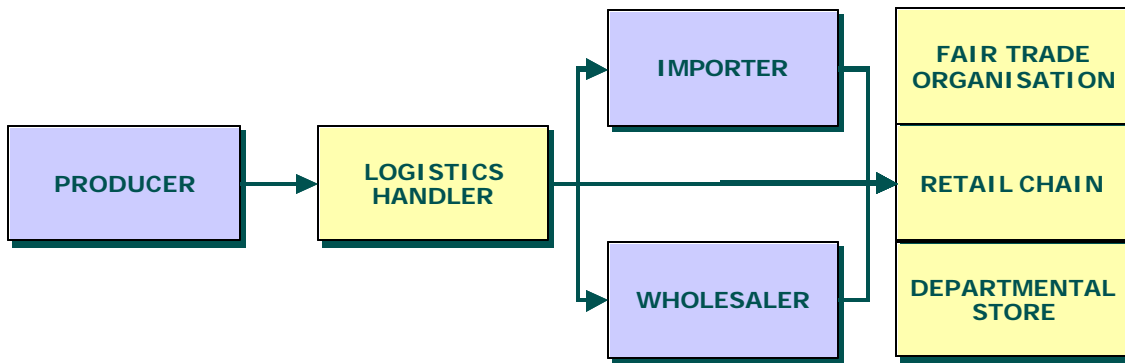 PRODUCER
LOGISTICS
HANDLER
IMPORTER
WHOLESALER
FAIR TRADE
ORGANISATION
RETAIL CHAIN
DEPARTMENTAL
STORE